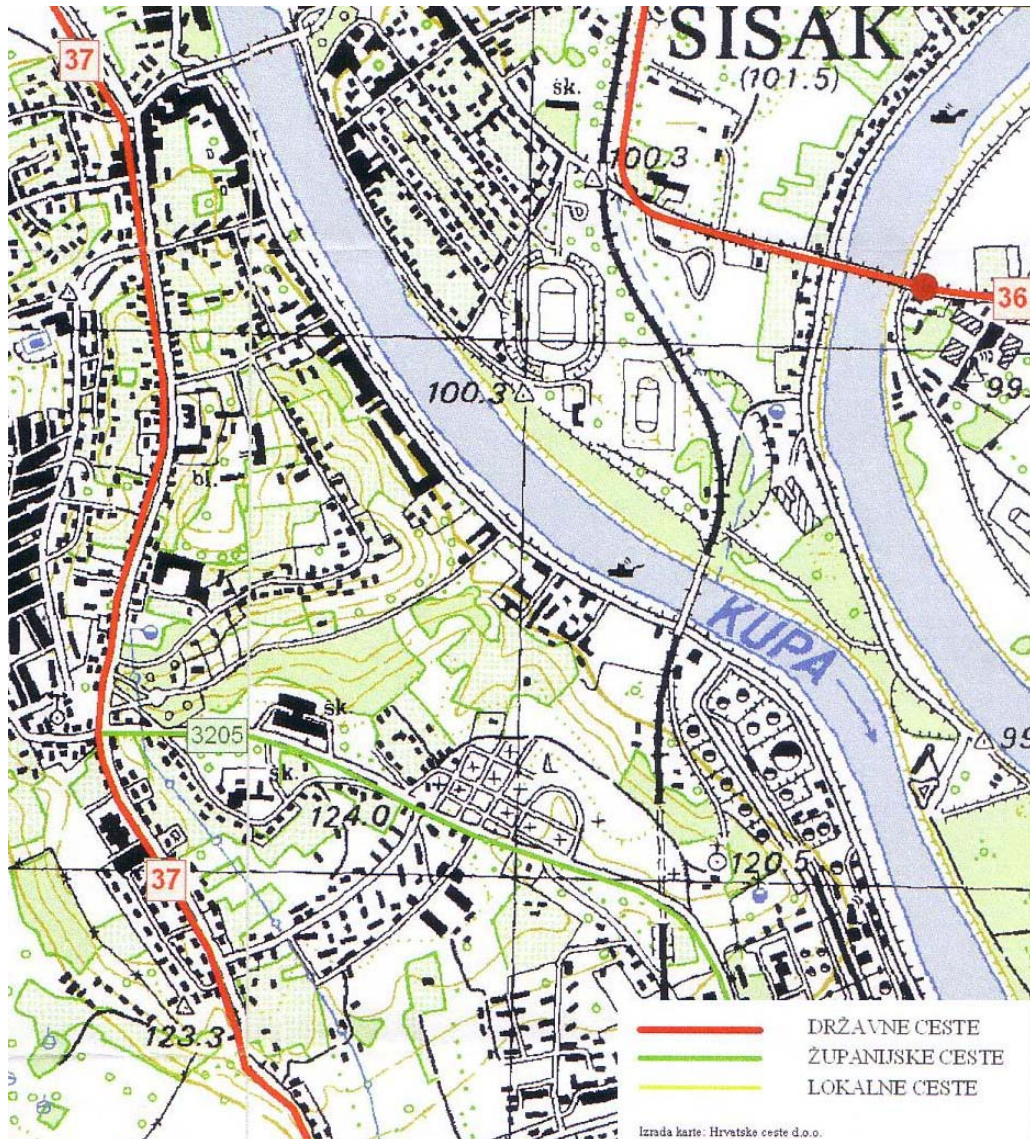 SISAK
(101.5)
37
šk.
100.3
36
100.3
99
bl.
KUPA
3205
šk.
99
šk.
124.0
37
120.5
123.3
DRŽAVNE CESTE
ŽUPANIJSKE CESTE
LOKALNE CESTE
Izrada karte: Hrvatske ceste d.o.o.